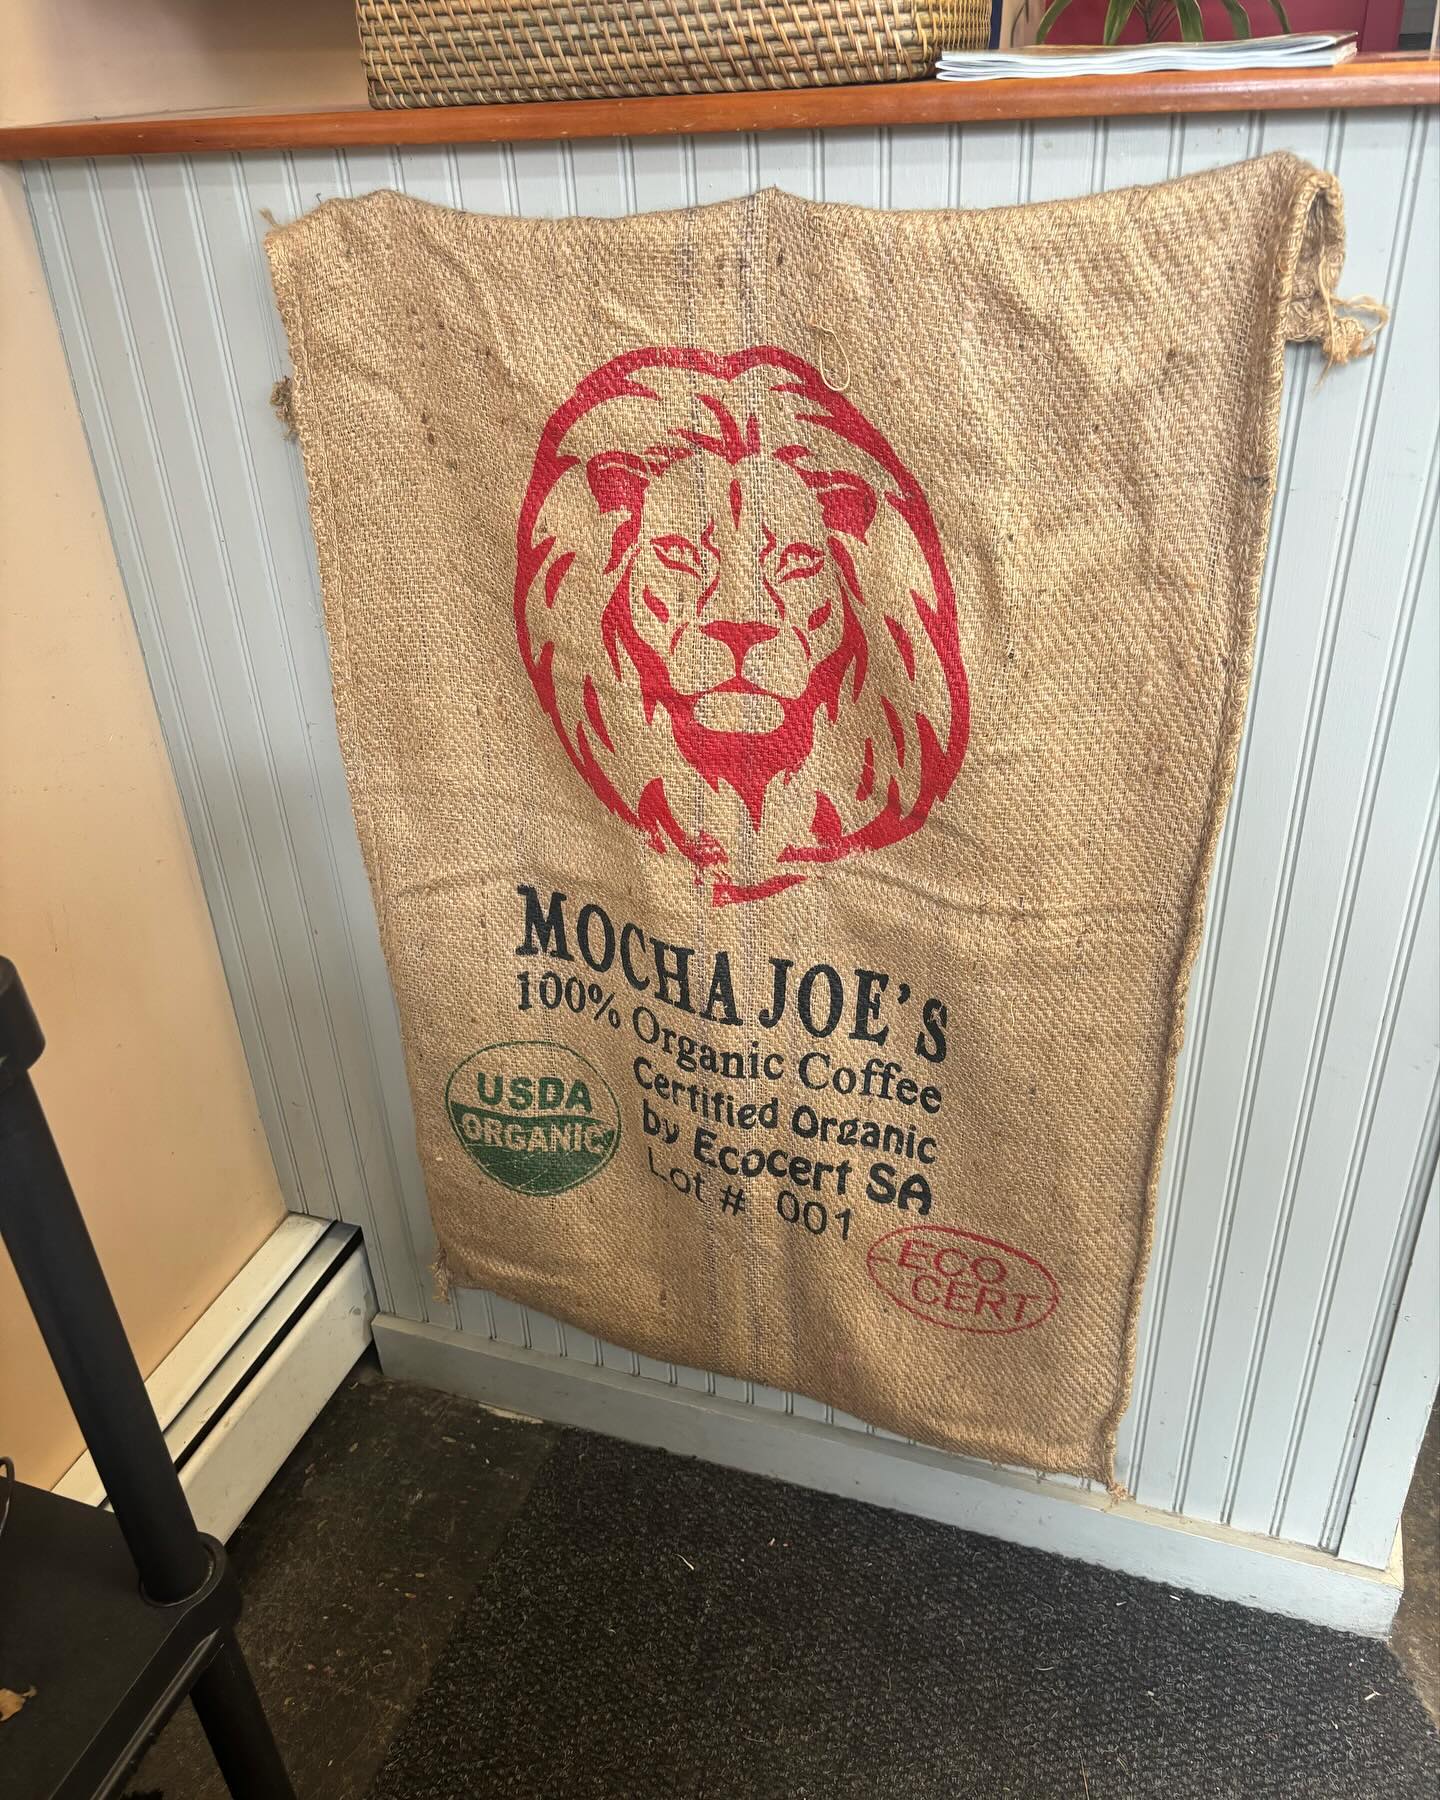 MOCHA JOE'S
100% Organic Coffee
Certified Organic
by Ecocert SA
Lot # 001
USDA
ORGANIC
ECO
CERT